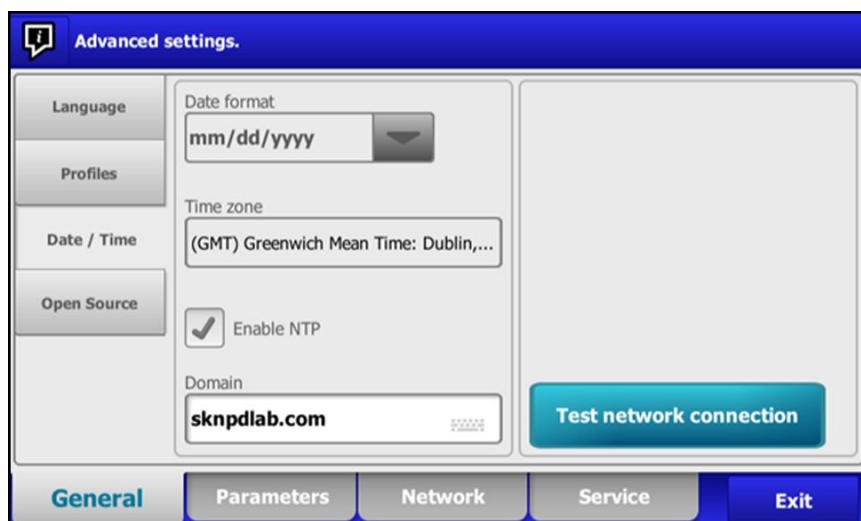 Advanced settings.
Language
Profiles
Date / Time
Open Source
Date format
mm/dd/yyyy
Time zone
(GMT) Greenwich Mean Time: Dublin,...
Enable NTP
Domain
sknpdlab.com
Test network connection
General
Parameters
Network
Service
Exit